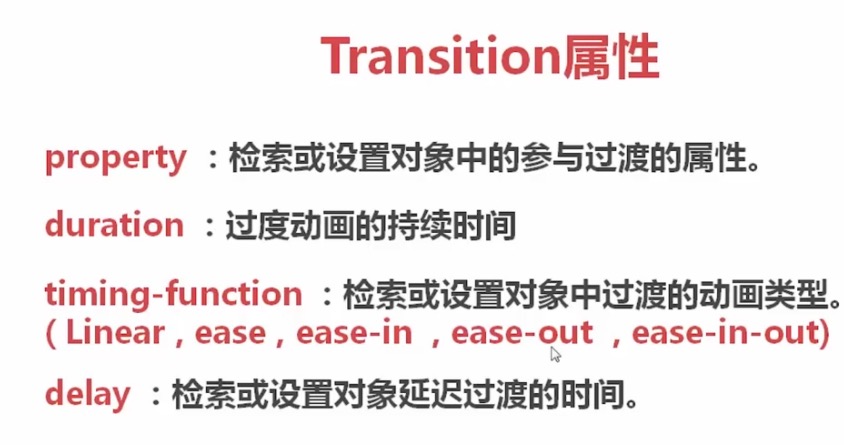 Transition属性
property ：检索或设置对象中的参与过渡的属性。
duration ：过度动画的持续时间
timing-function ：检索或设置对象中过渡的动画类型。
( Linear , ease , ease-in , ease-out , ease-in-out)
delay ：检索或设置对象延迟过渡的时间。